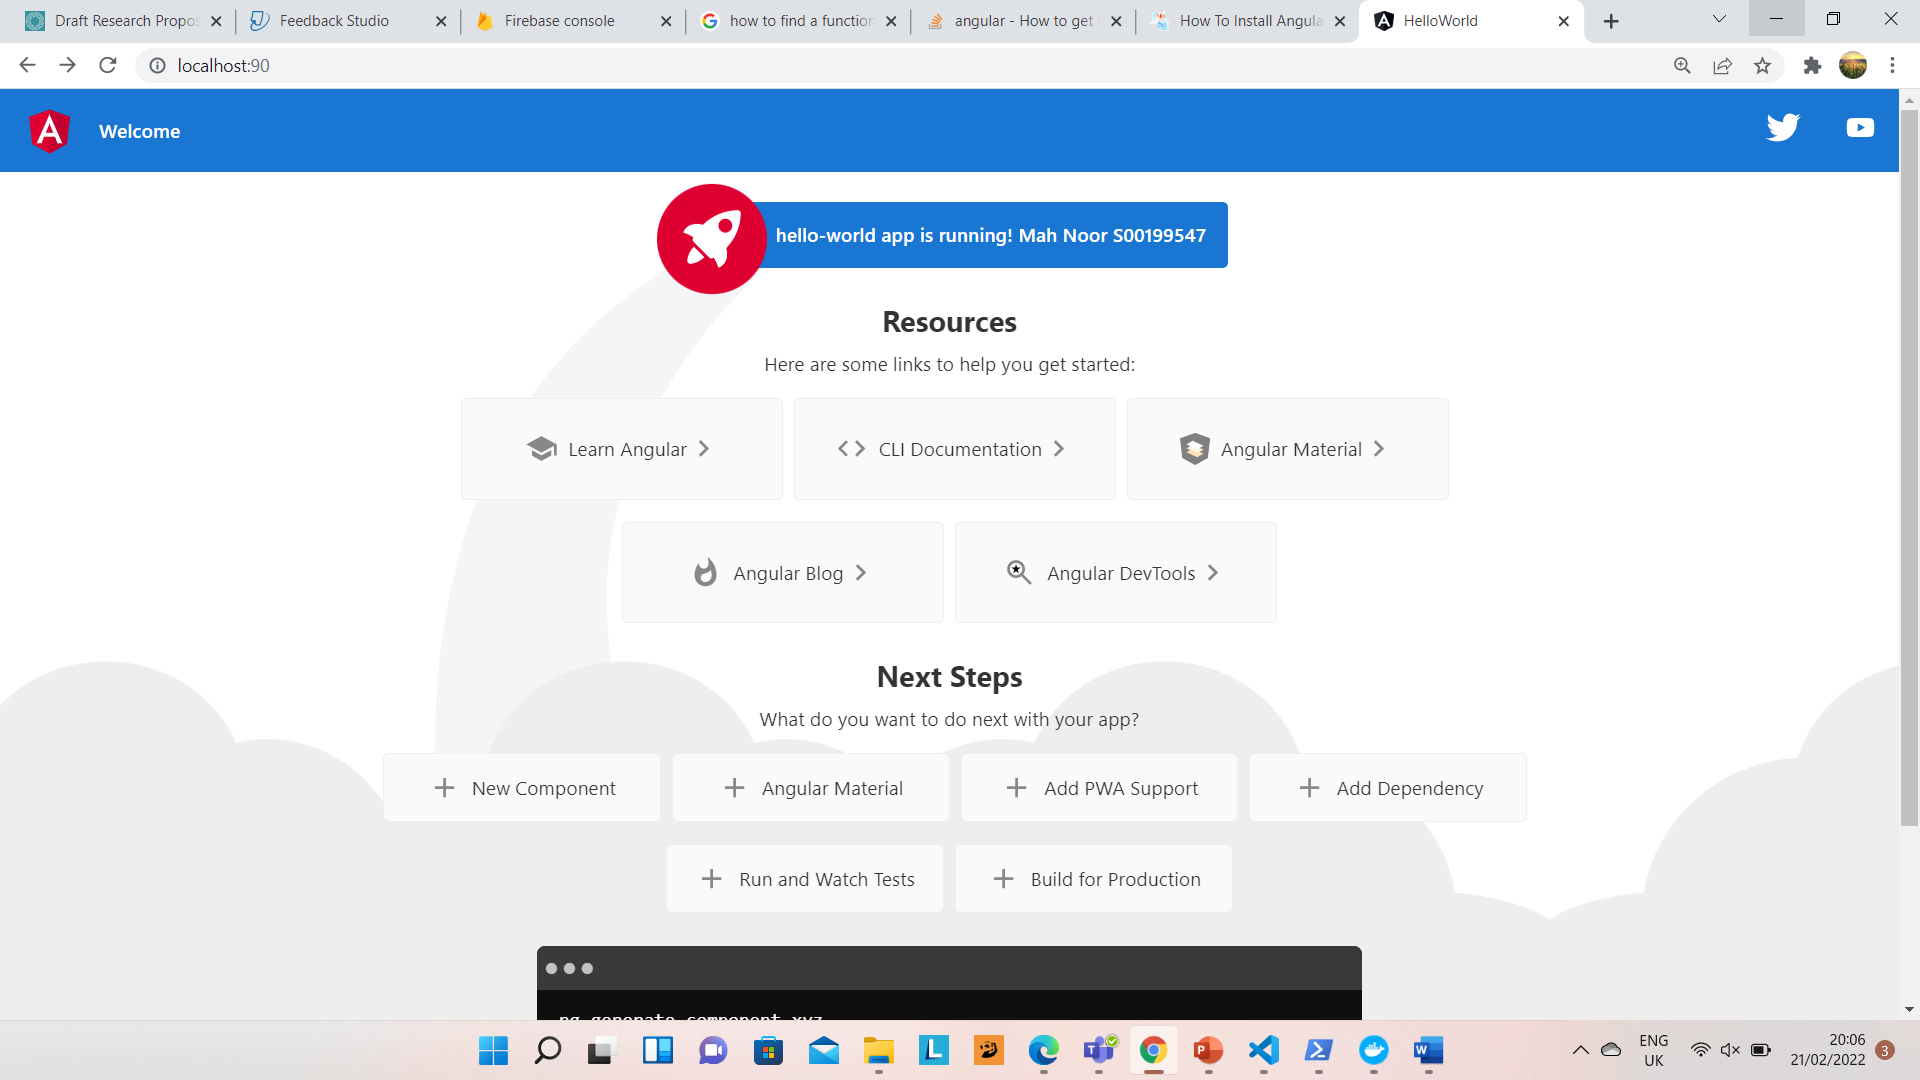 Draft Research Propos
Feedback Studio
Firebase console
how to find a function
angular - How to get
How To Install Angula
HelloWorld
localhost:90
Welcome
hello-world app is running! Mah Noor S00199547
Resources
Here are some links to help you get started:
Learn Angular
CLI Documentation
Angular Material
Angular Blog
Angular DevTools
Next Steps
What do you want to do next with your app?
New Component
Angular Material
Add PWA Support
Add Dependency
Run and Watch Tests
Build for Production
ng generate component xyz
ENG
UK
20:06
21/02/2022
3